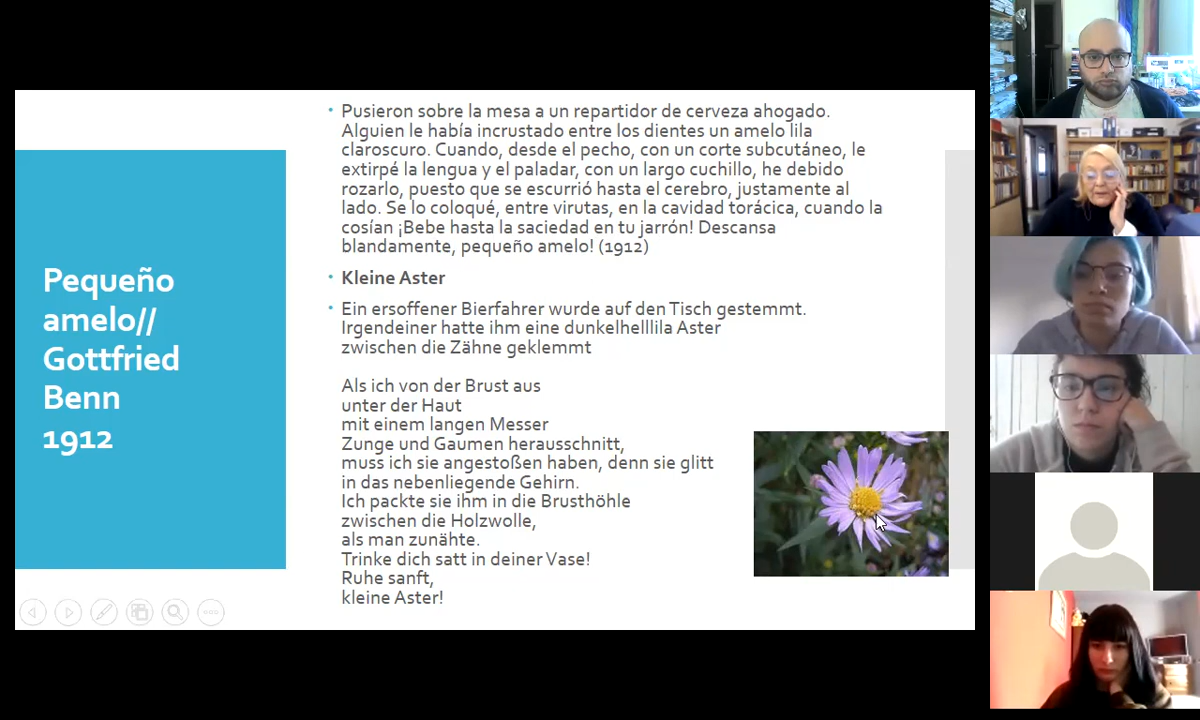 Pequeño
amelo//
Gottfried
Benn
1912
Pusieron sobre la mesa a un repartidor de cerveza ahogado.
Alguien le había incrustado entre los dientes un amelo lila
claroscuro. Cuando, desde el pecho, con un corte subcutáneo, le
extirpé la lengua y el paladar, con un largo cuchillo, he debido
rozarlo, puesto que se escurrió hasta el cerebro, justamente al
lado. Se lo coloqué, entre virutas, en la cavidad torácica, cuando la
cosían ¡Bebe hasta la saciedad en tu jarrón! Descansa
blandamente, pequeño amelo! (1912)
Kleine Aster
Ein ersoffener Bierfahrer wurde auf den Tisch gestemmt.
Irgendeiner hatte ihm eine dunkelhelllila Aster
zwischen die Zähne geklemmt
Als ich von der Brust aus
unter der Haut
mit einem langen Messer
Zunge und Gaumen herausschnitt,
muss ich sie angestoßen haben, denn sie glitt
in das nebenliegende Gehirn.
Ich packte sie ihm in die Brusthöhle
zwischen die Holzwolle,
als man zunähte.
Trinke dich satt in deiner Vase!
Ruhe sanft,
kleine Aster!